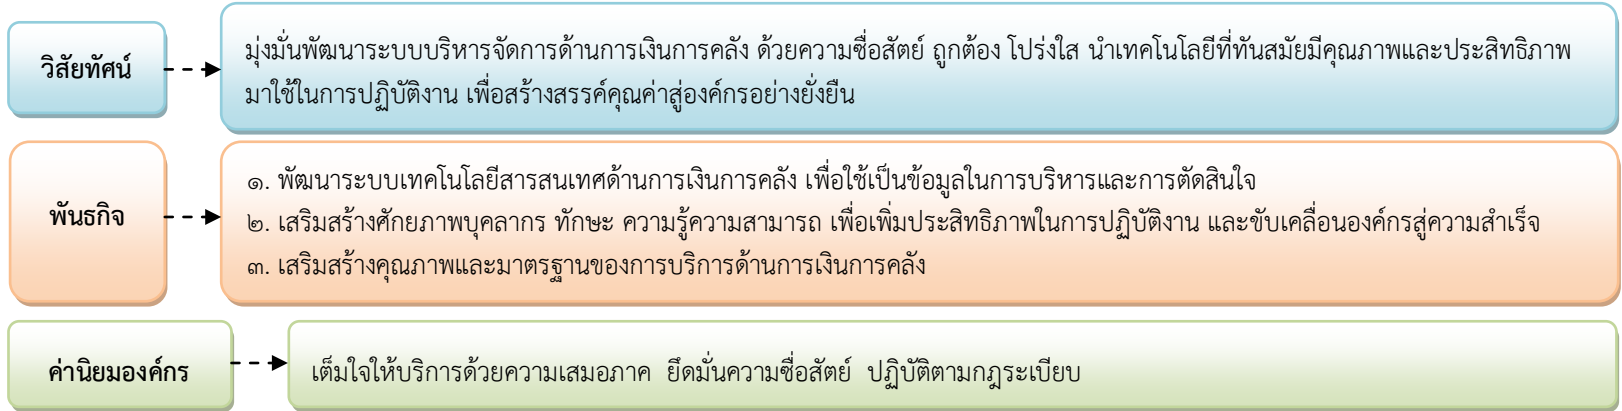 วิสัยทัศน์
มุ่งมั่นพัฒนาระบบบริหารจัดการด้านการเงินการคลัง ด้วยความซื่อสัตย์ ถูกต้อง โปร่งใส นำเทคโนโลยีที่ทันสมัยมีคุณภาพและประสิทธิภาพ
มาใช้ในการปฏิบัติงาน เพื่อสร้างสรรค์คุณค่าสู่องค์กรอย่างยั่งยืน
พันธกิจ
๑. พัฒนาระบบเทคโนโลยีสารสนเทศด้านการเงินการคลัง เพื่อใช้เป็นข้อมูลในการบริหารและการตัดสินใจ
๒. เสริมสร้างศักยภาพบุคลากร ทักษะ ความรู้ความสามารถ เพื่อเพิ่มประสิทธิภาพในการปฏิบัติงาน และขับเคลื่อนองค์กรสู่ความสำเร็จ
๓. เสริมสร้างคุณภาพและมาตรฐานของการบริการด้านการเงินการคลัง
ค่านิยมองค์กร
เต็มใจให้บริการด้วยความเสมอภาค ยึดมั่นความซื่อสัตย์ ปฏิบัติตามกฎระเบียบ